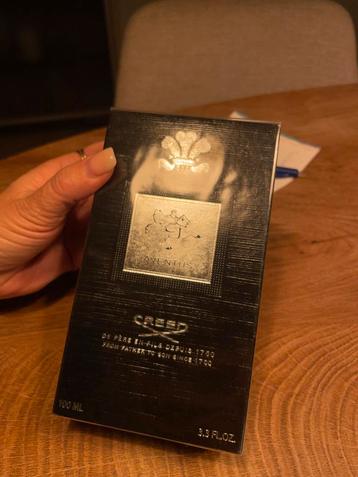 AVENTUS
CREED
DE PÈRE EN FILS DEPUIS 1760
FROM FATHER TO SON SINCE 1760
100 ML
3.3 FL.OZ.